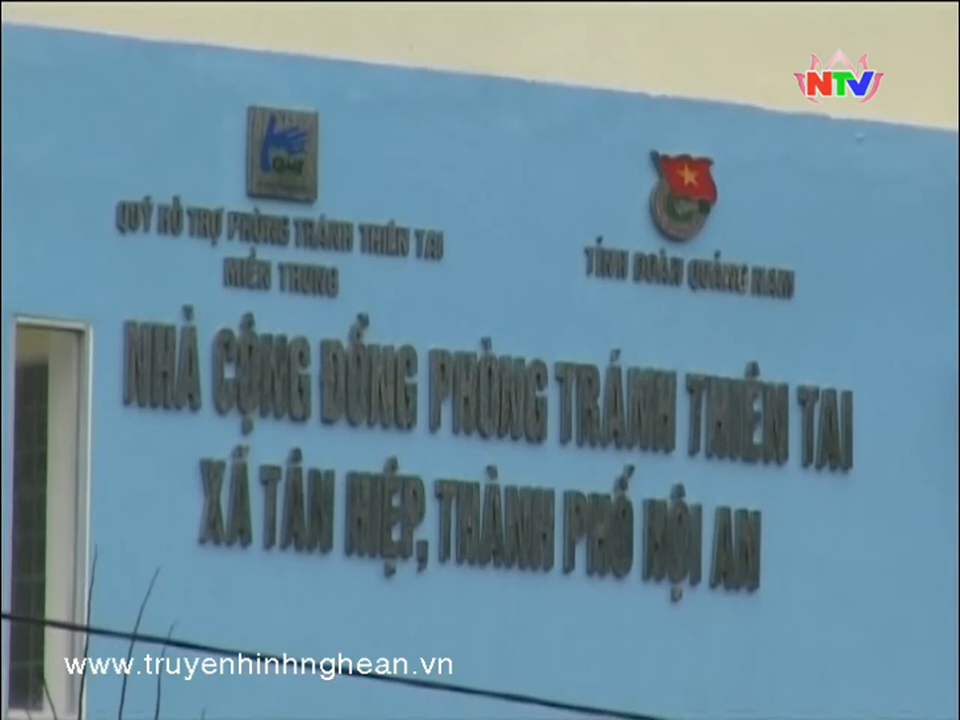 NTV
QUỸ HỖ TRỢ PHÒNG TRÁNH THIÊN TAI
MIỀN TRUNG
TỈNH ĐOÀN QUẢNG NAM
NHÀ CỘNG ĐỒNG PHÒNG TRÁNH THIÊN TAI
XÃ TÂN HIỆP, THÀNH PHỐ HỘI AN
www.truyenhinhnghean.vn